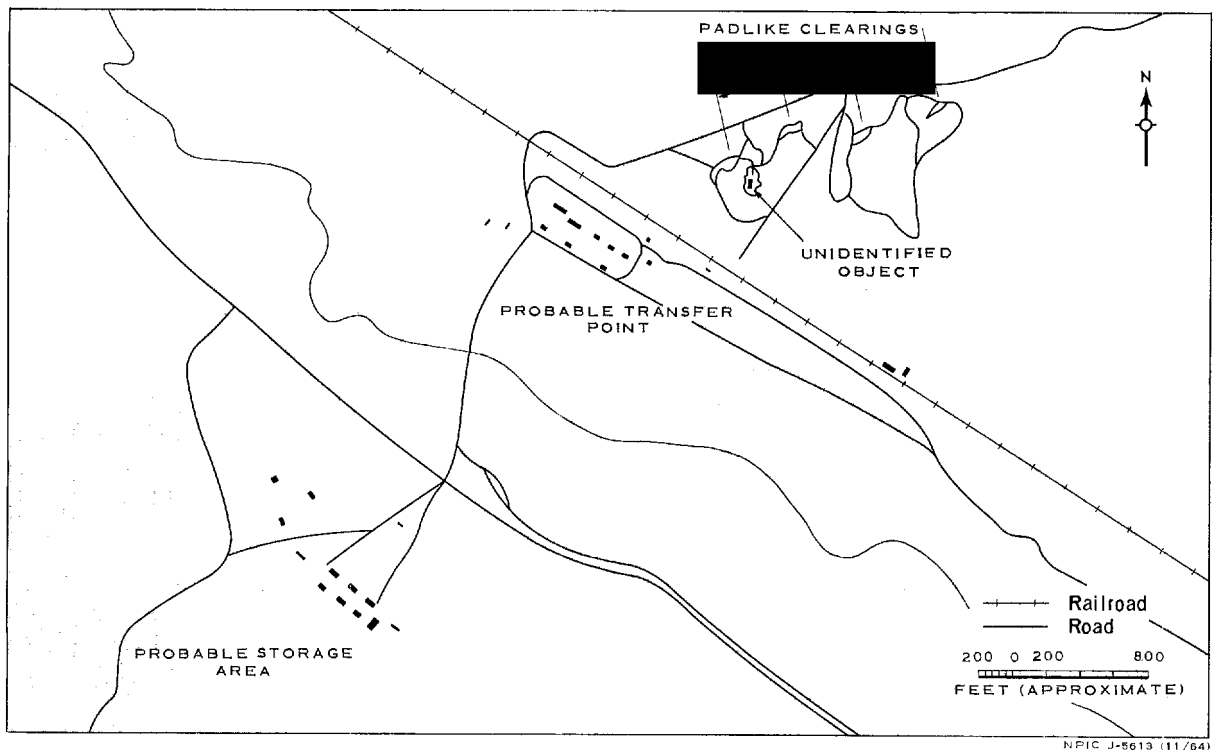 PADLIKE CLEARINGS
N
UNIDENTIFIED
OBJECT
PROBABLE TRANSFER
POINT
Railroad
Road
PROBABLE STORAGE
AREA
200 0 200 800
FEET (APPROXIMATE)
NPIC J-5613 (11/64)